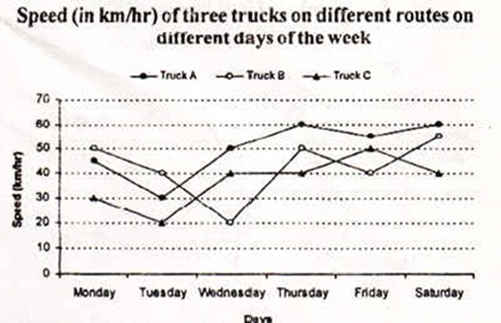 Speed (in km/hr) of three trucks on different routes on
different days of the week
Truck A Truck B Truck C
70
60
50
40
30
20
10
0
Speed (km/hr)
Monday Tuesday Wednesday Thursday Friday Saturday
Days